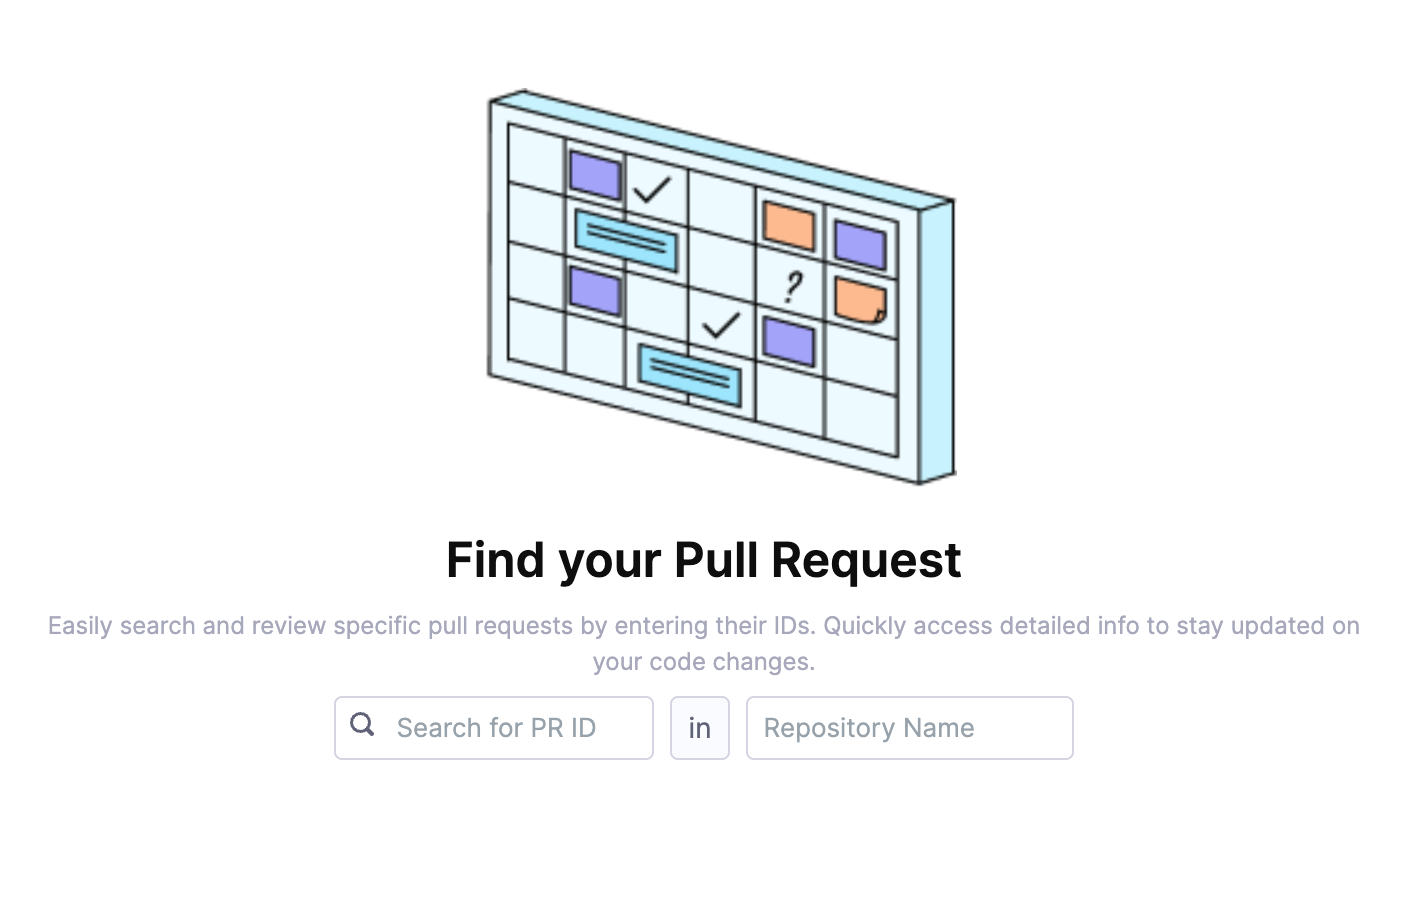 ?
Find your Pull Request
Easily search and review specific pull requests by entering their IDs. Quickly access detailed info to stay updated on
your code changes.
Search for PR ID in Repository Name